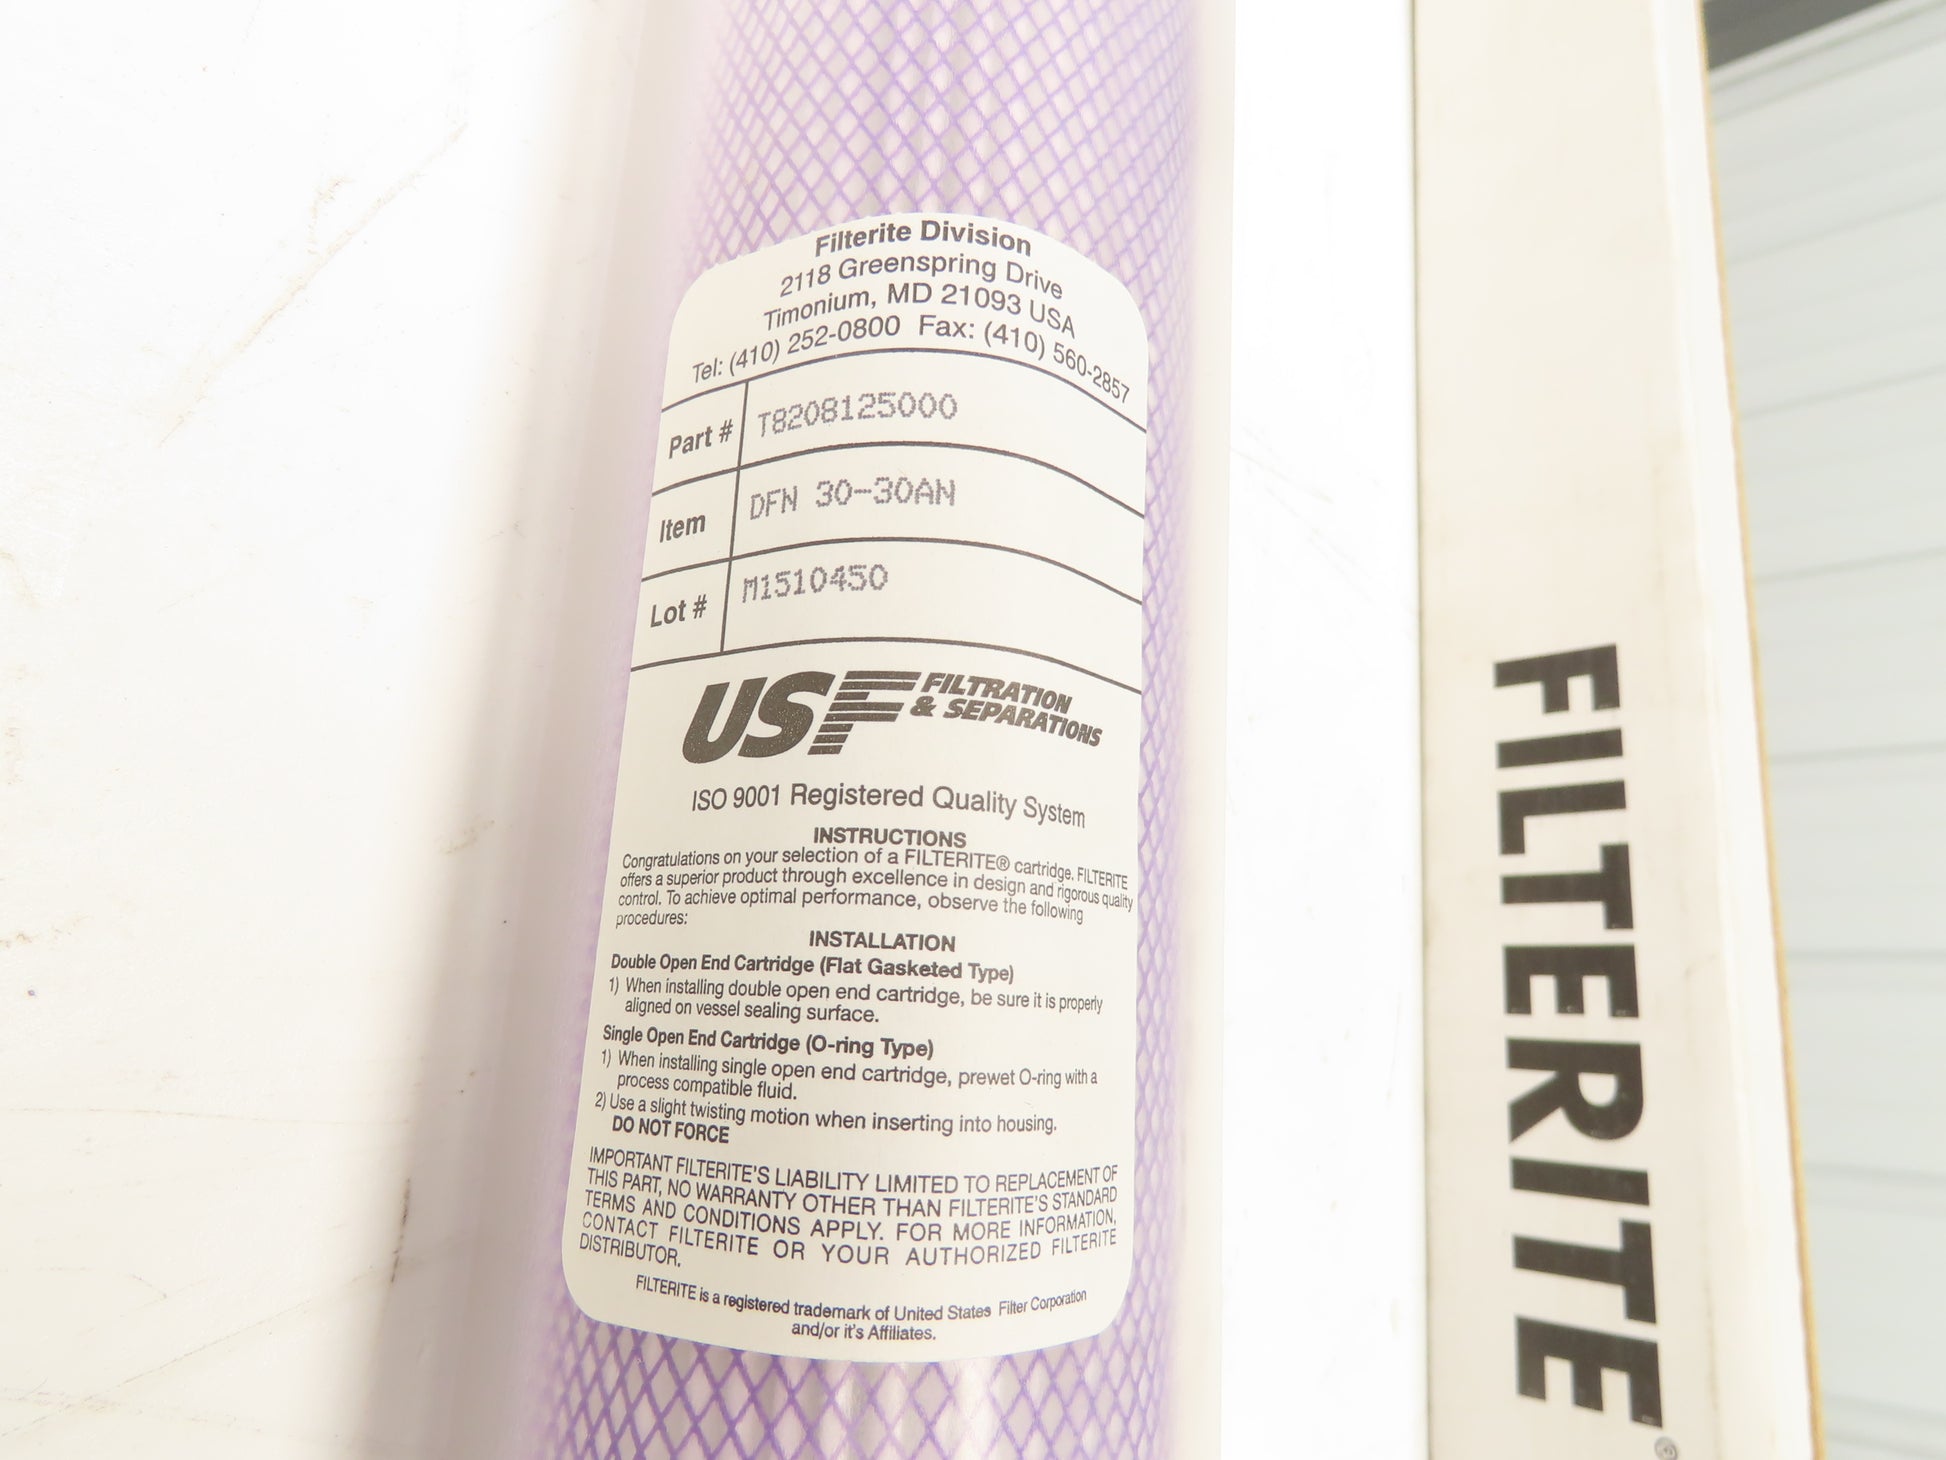 Filterite Division
2118 Greenspring Drive
Timonium, MD 21093 USA
Tel: (410) 252-0800 Fax: (410) 560-2857
Part # T8208125000
Item DFN 30-30AN
Lot # M1510450
USF FILTRATION
& SEPARATIONS
ISO 9001 Registered Quality System
INSTRUCTIONS
Congratulations on your selection of a FILTERITE® cartridge. FILTERITE
offers a superior product through excellence in design and rigorous quality
control. To achieve optimal performance, observe the following
procedures:
INSTALLATION
Double Open End Cartridge (Flat Gasketed Type)
1) When installing double open end cartridge, be sure it is properly
aligned on vessel sealing surface.
Single Open End Cartridge (O-ring Type)
1) When installing single open end cartridge, prewet O-ring with a
process compatible fluid.
2) Use a slight twisting motion when inserting into housing.
DO NOT FORCE
IMPORTANT FILTERITE'S LIABILITY LIMITED TO REPLACEMENT OF
THIS PART, NO WARRANTY OTHER THAN FILTERITE'S STANDARD
TERMS AND CONDITIONS APPLY. FOR MORE INFORMATION,
CONTACT FILTERITE OR YOUR AUTHORIZED FILTERITE
DISTRIBUTOR.
FILTERITE is a registered trademark of United States Filter Corporation
and/or it's Affiliates.
FILTERITE®